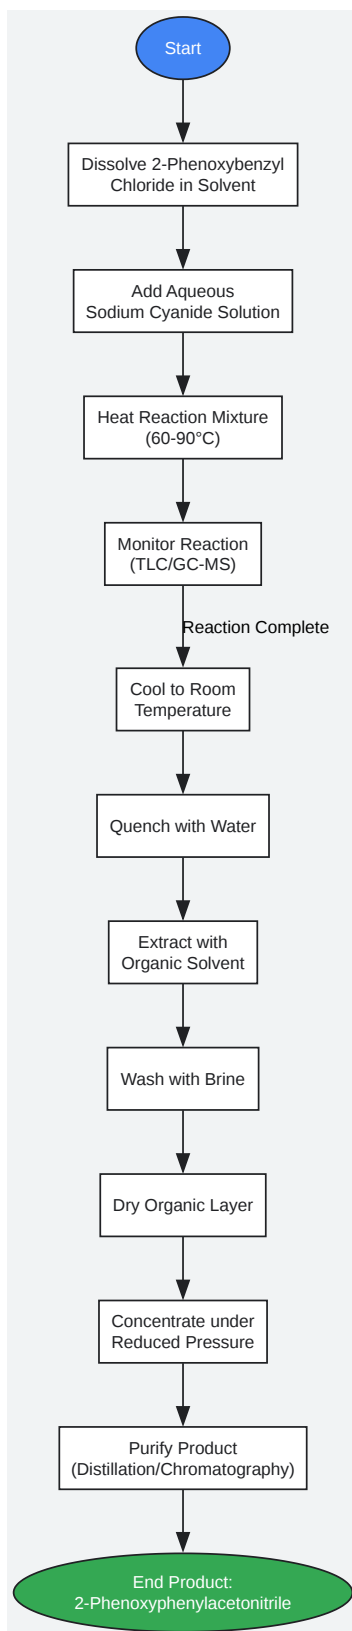 Start
Dissolve 2-Phenoxybenzyl
Chloride in Solvent
Add Aqueous
Sodium Cyanide Solution
Heat Reaction Mixture
(60-90°C)
Monitor Reaction
(TLC/GC-MS)
Reaction Complete
Cool to Room
Temperature
Quench with Water
Extract with
Organic Solvent
Wash with Brine
Dry Organic Layer
Concentrate under
Reduced Pressure
Purify Product
(Distillation/Chromatography)
End Product:
2-Phenoxyphenylacetonitrile